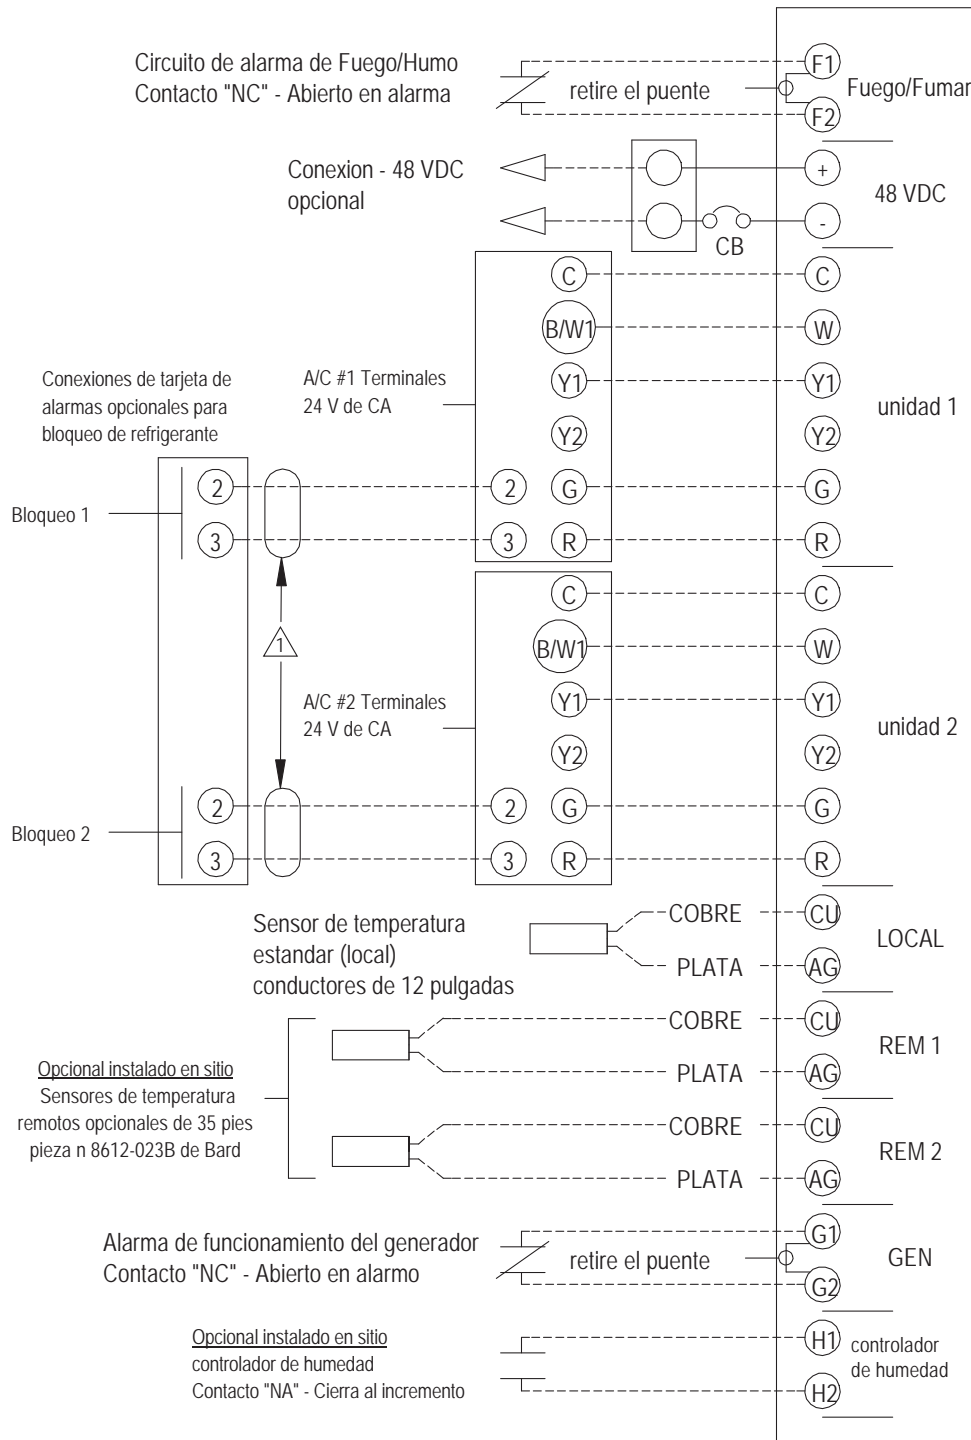 Circuito de alarma de Fuego/Humo
Contacto "NC" - Abierto en alarma
retire el puente
F1
F2
Fuego/Fumar
Conexion - 48 VDC
opcional
CB
+
-
48 VDC
Conexiones de tarjeta de
alarmas opcionales para
bloqueo de refrigerante
A/C #1 Terminales
24 V de CA
C
B/W1
Y1
Y2
G
R
2
3
C
W
Y1
Y2
G
R
unidad 1
Bloqueo 1
2
3
1
A/C #2 Terminales
24 V de CA
C
B/W1
Y1
Y2
G
R
2
3
C
W
Y1
Y2
G
R
unidad 2
Bloqueo 2
2
3
Sensor de temperatura
estandar (local)
conductores de 12 pulgadas
COBRE
PLATA
CU
AG
LOCAL
Opcional instalado en sitio
Sensores de temperatura
remotos opcionales de 35 pies
pieza n 8612-023B de Bard
COBRE
PLATA
CU
AG
REM 1
COBRE
PLATA
CU
AG
REM 2
Alarma de funcionamiento del generador
Contacto "NC" - Abierto en alarmo
retire el puente
G1
G2
GEN
Opcional instalado en sitio
controlador de humedad
Contacto "NA" - Cierra al incremento
H1
H2
controlador
de humedad